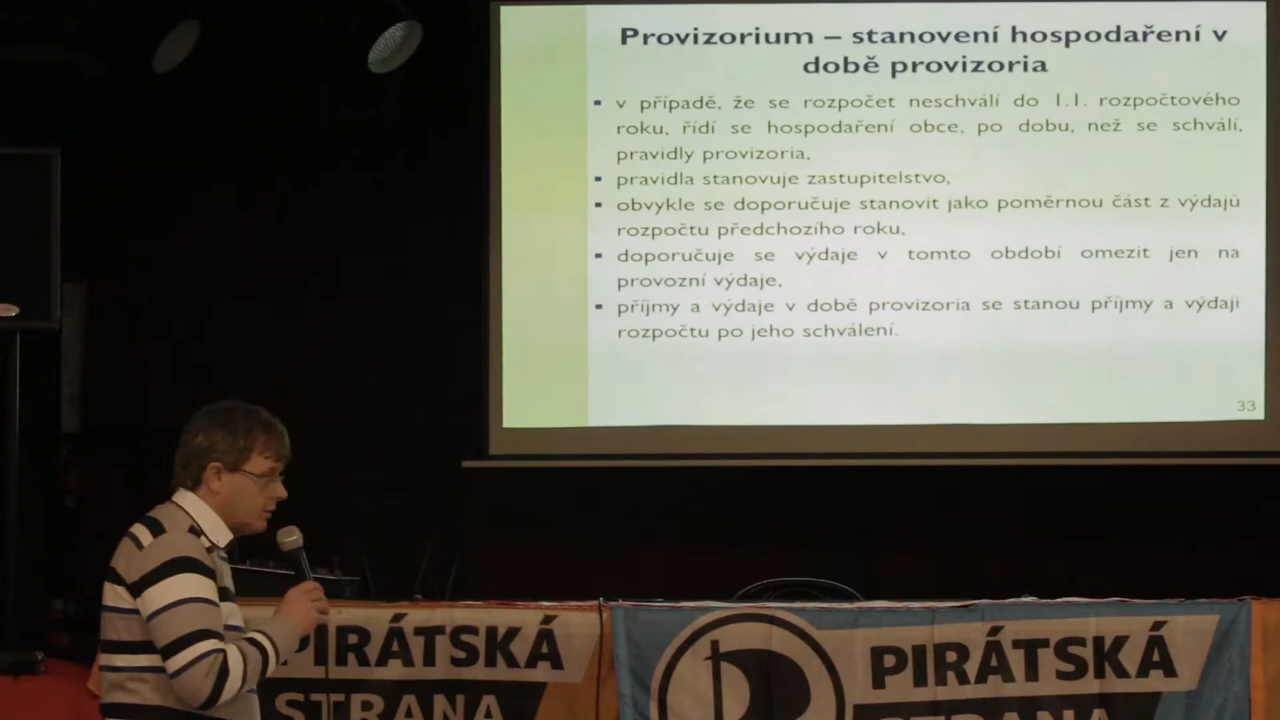 Provizorium – stanovení hospodaření v
době provizoria
▪ v případě, že se rozpočet neschválí do 1.1. rozpočtového
roku, řídí se hospodaření obce, po dobu, než se schválí,
pravidly provizoria,
▪ pravidla stanovuje zastupitelstvo,
▪ obvykle se doporučuje stanovit jako poměrnou část z výdajů
rozpočtu předchozího roku,
▪ doporučuje se výdaje v tomto období omezit jen na
provozní výdaje,
▪ příjmy a výdaje v době provizoria se stanou příjmy a výdaji
rozpočtu po jeho schválení.
33
PIRÁTSKÁ
STRANA
PIRÁTSKÁ
STRANA